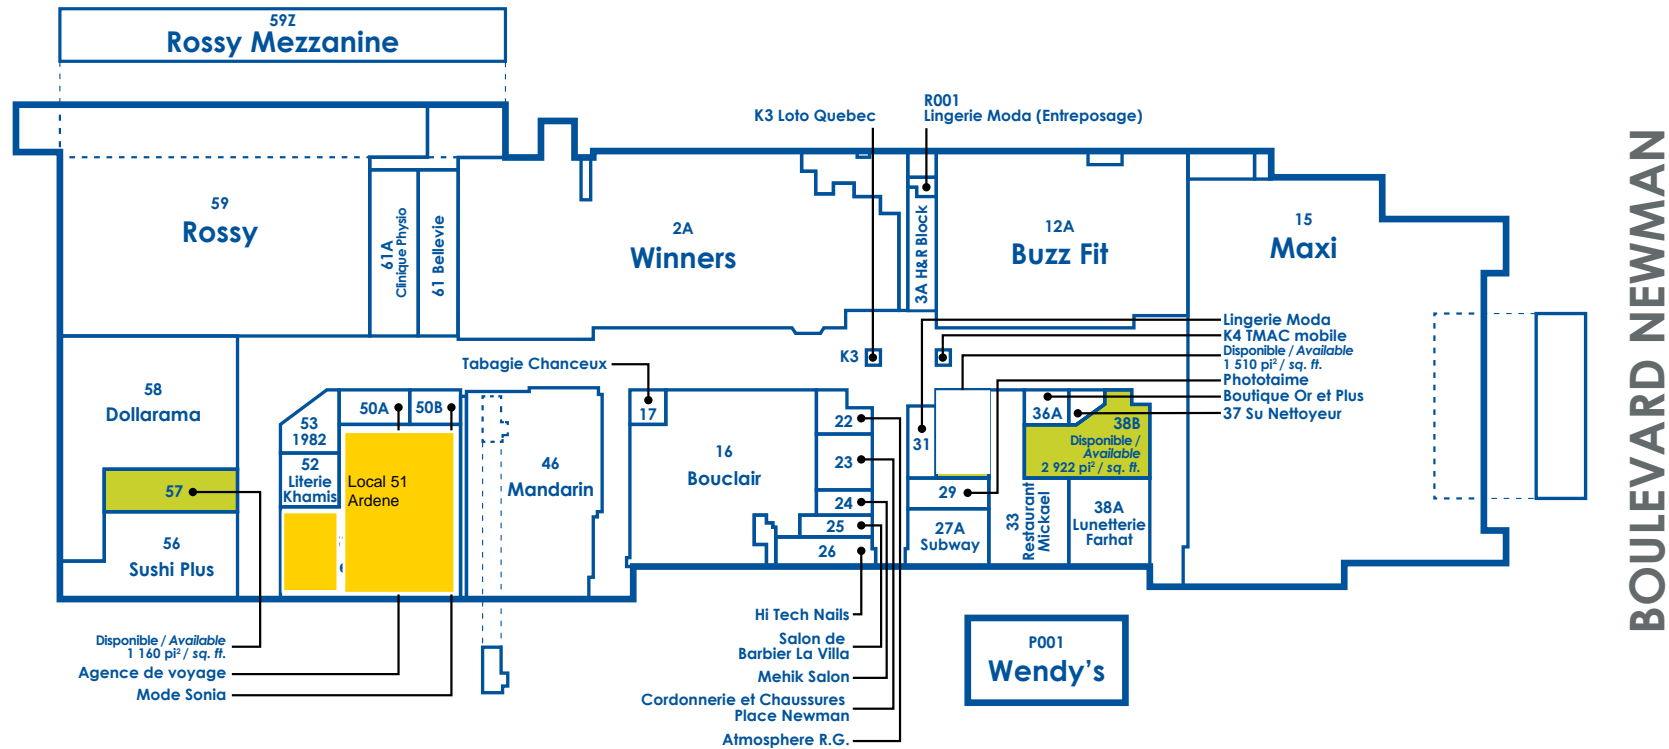 59Z
Rossy Mezzanine
K3 Loto Quebec
R001
Lingerie Moda (Entreposage)
59
Rossy
61A
Clinique Physio
61 Bellevie
2A
Winners
3A H&R Block
12A
Buzz Fit
15
Maxi
BOULEVARD NEWMAN
Lingerie Moda
K4 TMAC mobile
Disponible / Available
1 510 pi² / sq. ft.
Phototaime
Boutique Or et Plus
37 Su Nettoyeur
K3
Tabagie Chanceux
58
Dollarama
53
1982
50A
50B
52
Literie
Khamis
Local 51
Ardene
57
56
Sushi Plus
46
Mandarin
17
16
Bouclair
22
23
24
25
26
31
29
27A
Subway
33
Restaurant
Mickael
36A
38B
Disponible /
Available
2 922 pi² / sq. ft.
38A
Lunetterie
Farhat
Disponible / Available
1 160 pi² / sq. ft.
Agence de voyage
Mode Sonia
Hi Tech Nails
Salon de
Barbier La Villa
Mehik Salon
Cordonnerie et Chaussures
Place Newman
Atmosphere R.G.
P001
Wendy's